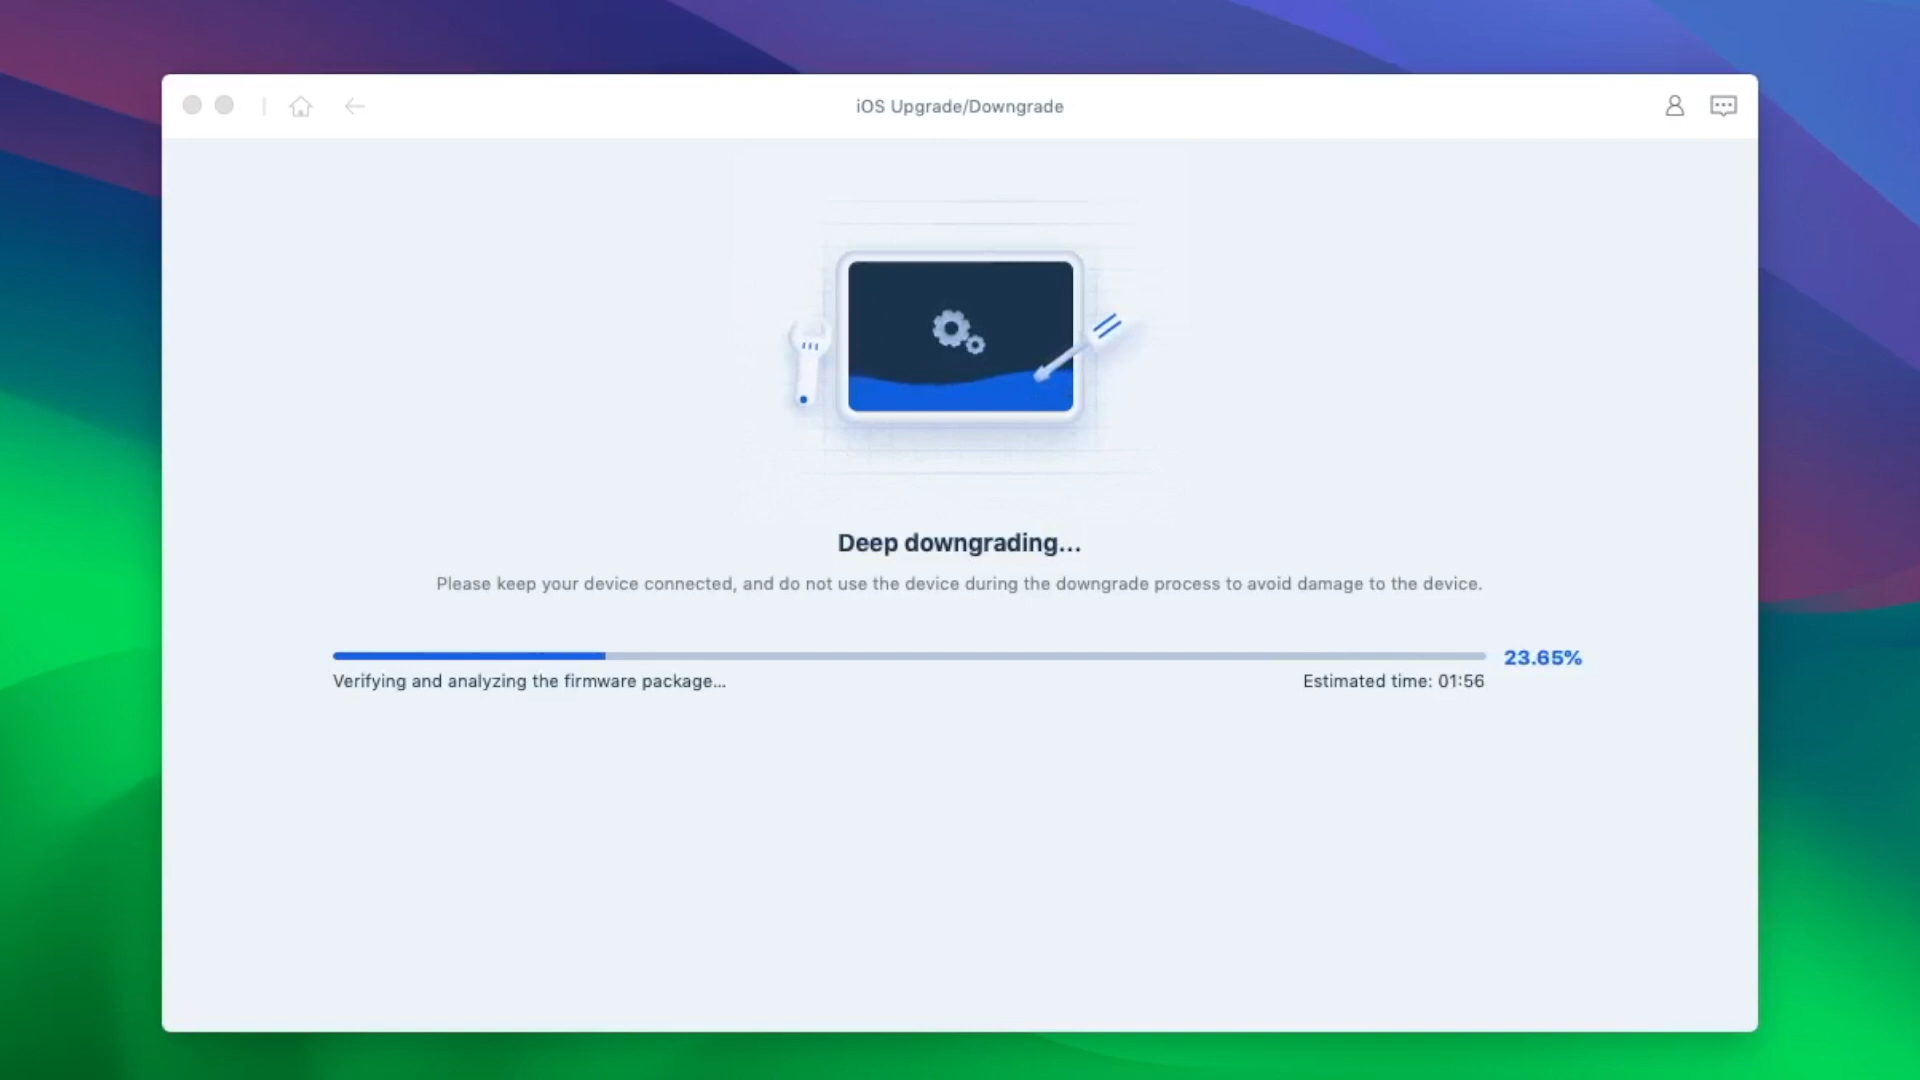 iOS Upgrade/Downgrade
Deep downgrading...
Please keep your device connected, and do not use the device during the downgrade process to avoid damage to the device.
23.65%
Verifying and analyzing the firmware package...
Estimated time: 01:56